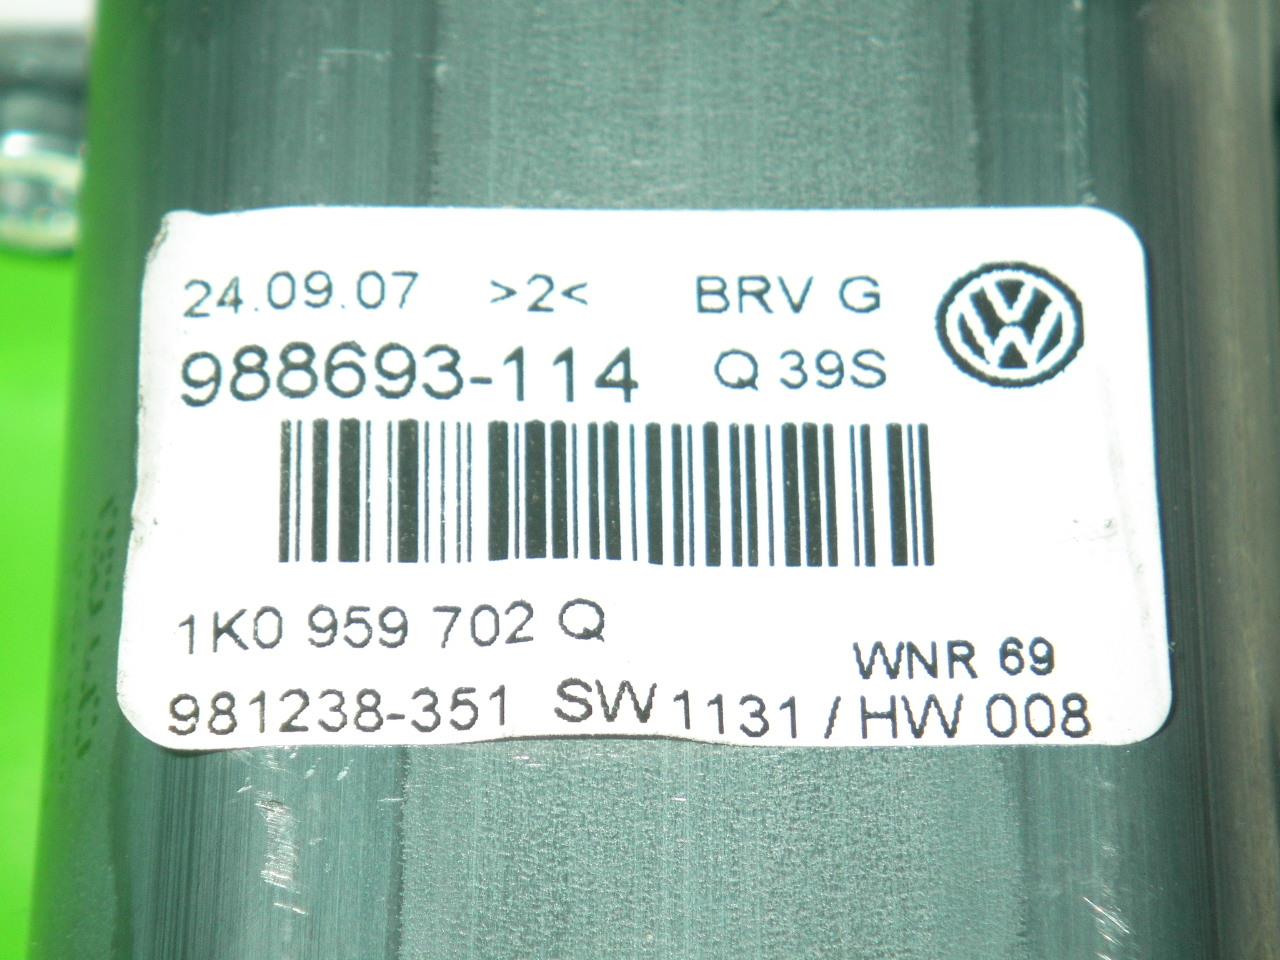 24.09.07 >2< BRV G
988693-114 Q 39S
1K0 959 702 Q
WNR 69
981238-351 SW 1131 / HW 008